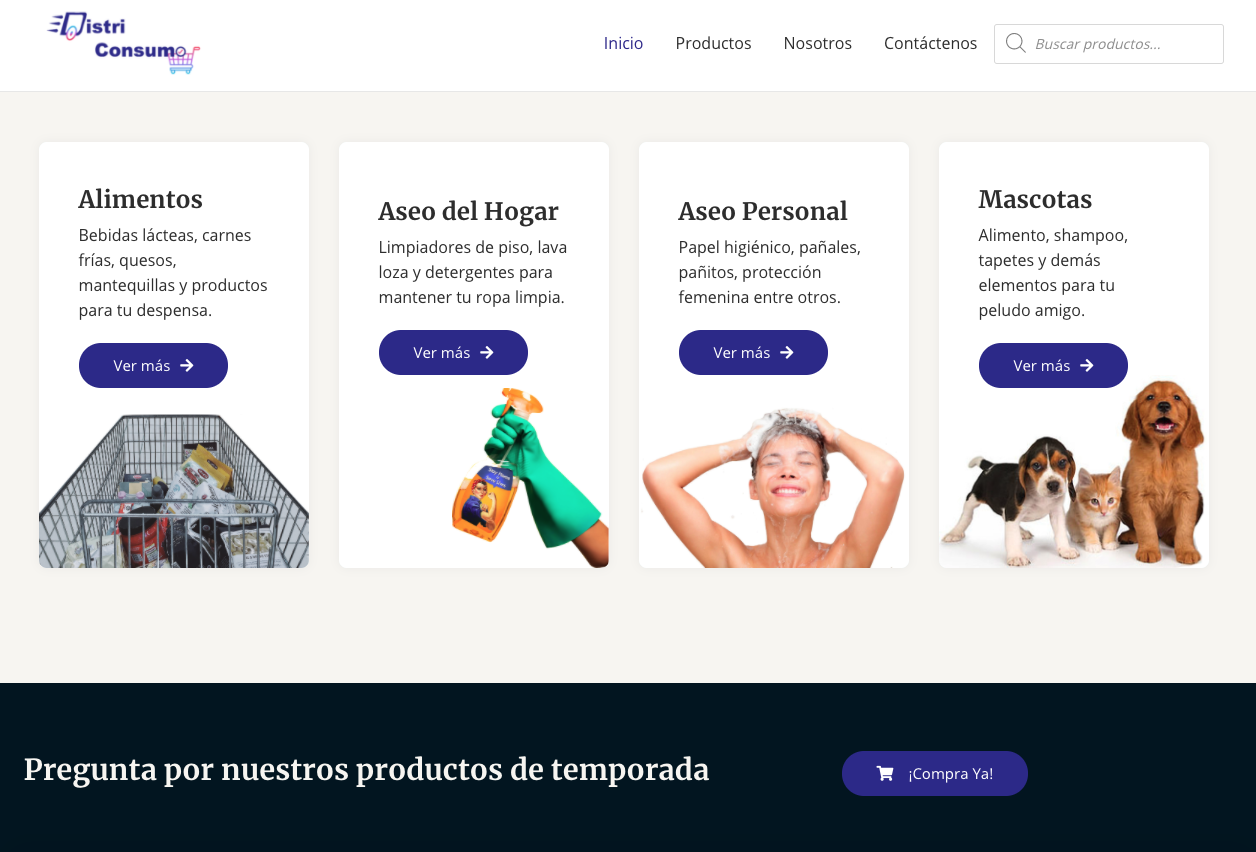 Distri
Consumo
Inicio
Productos
Nosotros
Contáctenos
Buscar productos...
Alimentos
Bebidas lácteas, carnes
frías, quesos,
mantequillas y productos
para tu despensa.
Ver más
Aseo del Hogar
Limpiadores de piso, lava
loza y detergentes para
mantener tu ropa limpia.
Ver más
Aseo Personal
Papel higiénico, pañales,
pañitos, protección
femenina entre otros.
Ver más
Mascotas
Alimento, shampoo,
tapetes y demás
elementos para tu
peludo amigo.
Ver más
Pregunta por nuestros productos de temporada
¡Compra Ya!